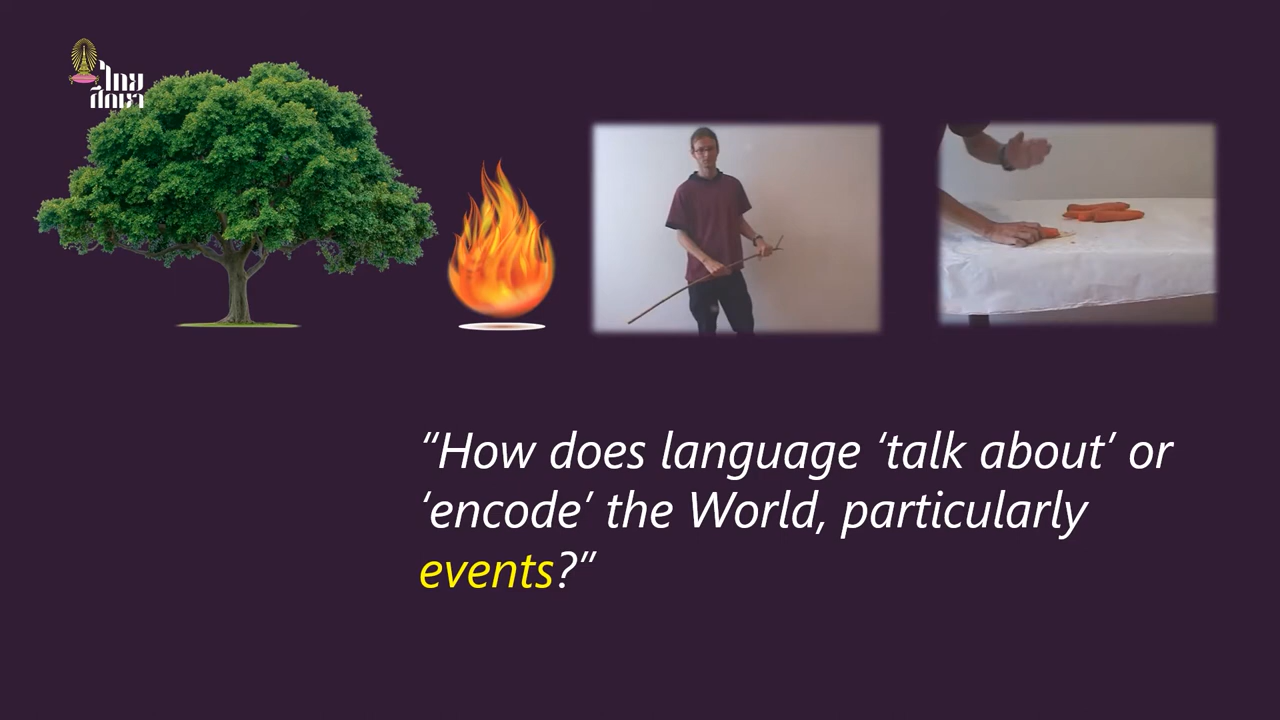 ไทย
ศึกษา
“How does language ‘talk about’ or
‘encode’ the World, particularly
events?”